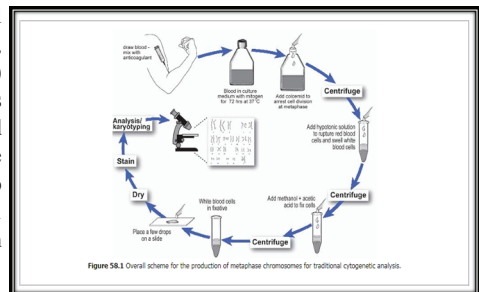 draw blood -
mix with
anticoagulant
Blood in culture
medium with mitogen
for 72 hrs at 37°C
Add colcemid to
arrest cell division
at metaphase
Centrifuge
Add hypotonic solution
to rupture red blood
cells and swell white
blood cells
Centrifuge
Add methanol + acetic
acid to fix cells
Centrifuge
White blood cells
in fixative
Place a few drops
on a slide
Dry
Stain
Analysis/
karyotyping
Figure 58.1 Overall scheme for the production of metaphase chromosomes for traditional cytogenetic analysis.